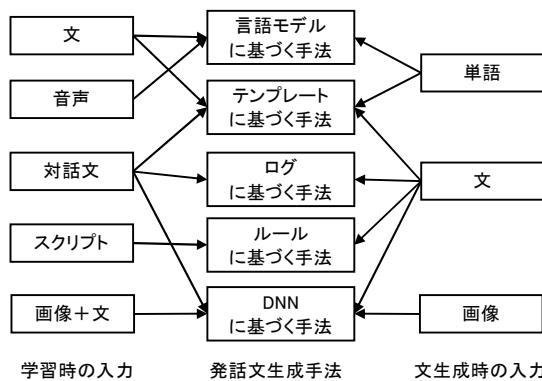 文
音声
対話文
スクリプト
画像＋文
学習時の入力
言語モデル
に基づく手法
テンプレート
に基づく手法
ログ
に基づく手法
ルール
に基づく手法
DNN
に基づく手法
発話文生成手法
単語
文
画像
文生成時の入力